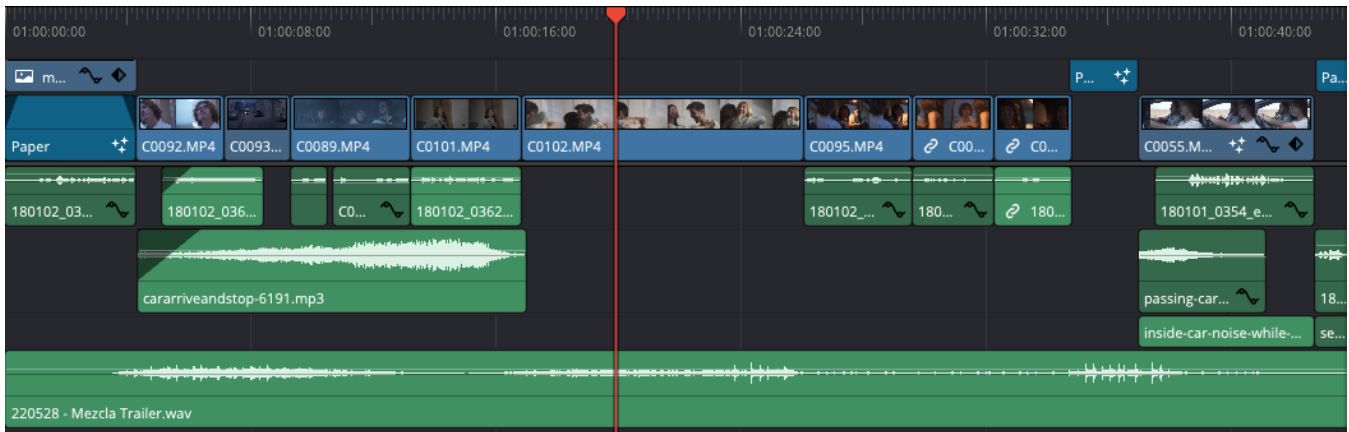 01:00:00:00 01:00:08:00 01:00:16:00 01:00:24:00 01:00:32:00 01:00:40:00
m... P... Pa...
Paper C0092.MP4 C0093... C0089.MP4 C0101.MP4 C0102.MP4 C0095.MP4 C00... C0... C0055.M...
180102_03... 180102_036... C0... 180102_0362... 180102_... 180... 180... 180101_0354_e...
cararriveandstop-6191.mp3 passing-car... 18...
inside-car-noise-while-... se...
220528 - Mezcla Trailer.wav